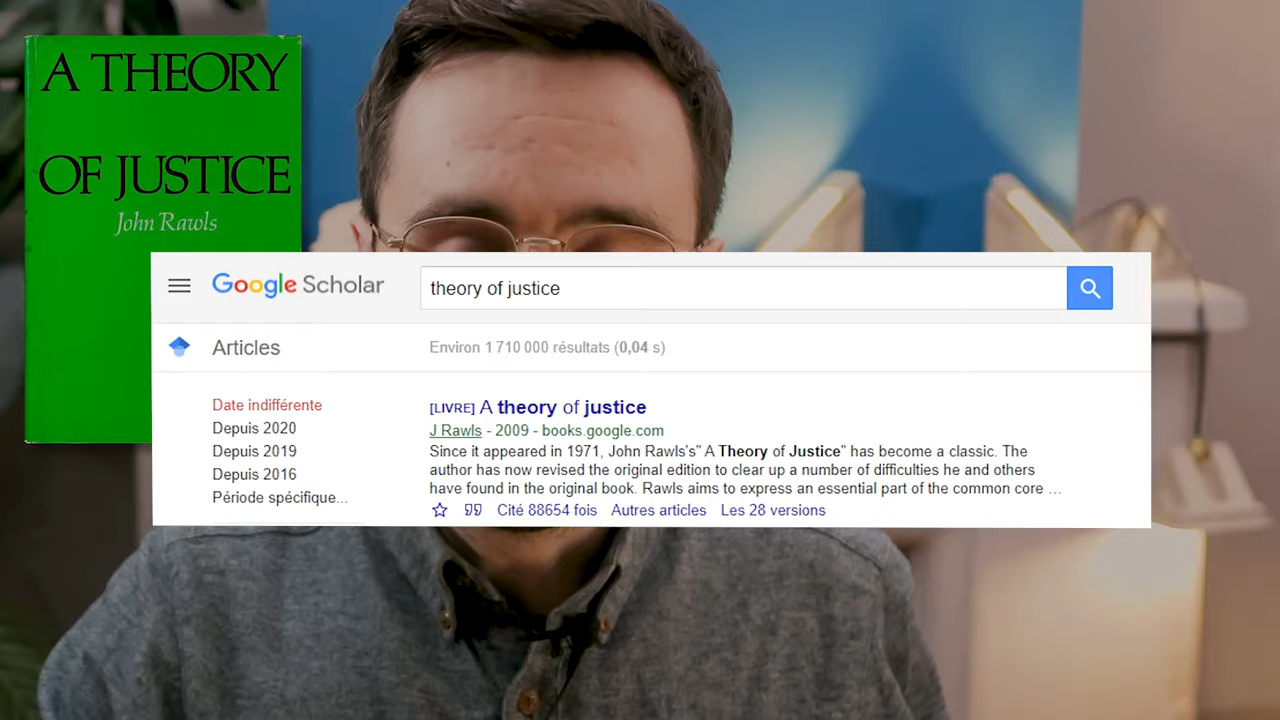 A THEORY
OF JUSTICE
John Rawls
Google Scholar
theory of justice
Articles
Environ 1 710 000 résultats (0,04 s)
Date indifférente
Depuis 2020
Depuis 2019
Depuis 2016
Période spécifique...
[LIVRE] A theory of justice
J Rawls - 2009 - books.google.com
Since it appeared in 1971, John Rawls's" A Theory of Justice" has become a classic. The
author has now revised the original edition to clear up a number of difficulties he and others
have found in the original book. Rawls aims to express an essential part of the common core …
Cité 88654 fois Autres articles Les 28 versions